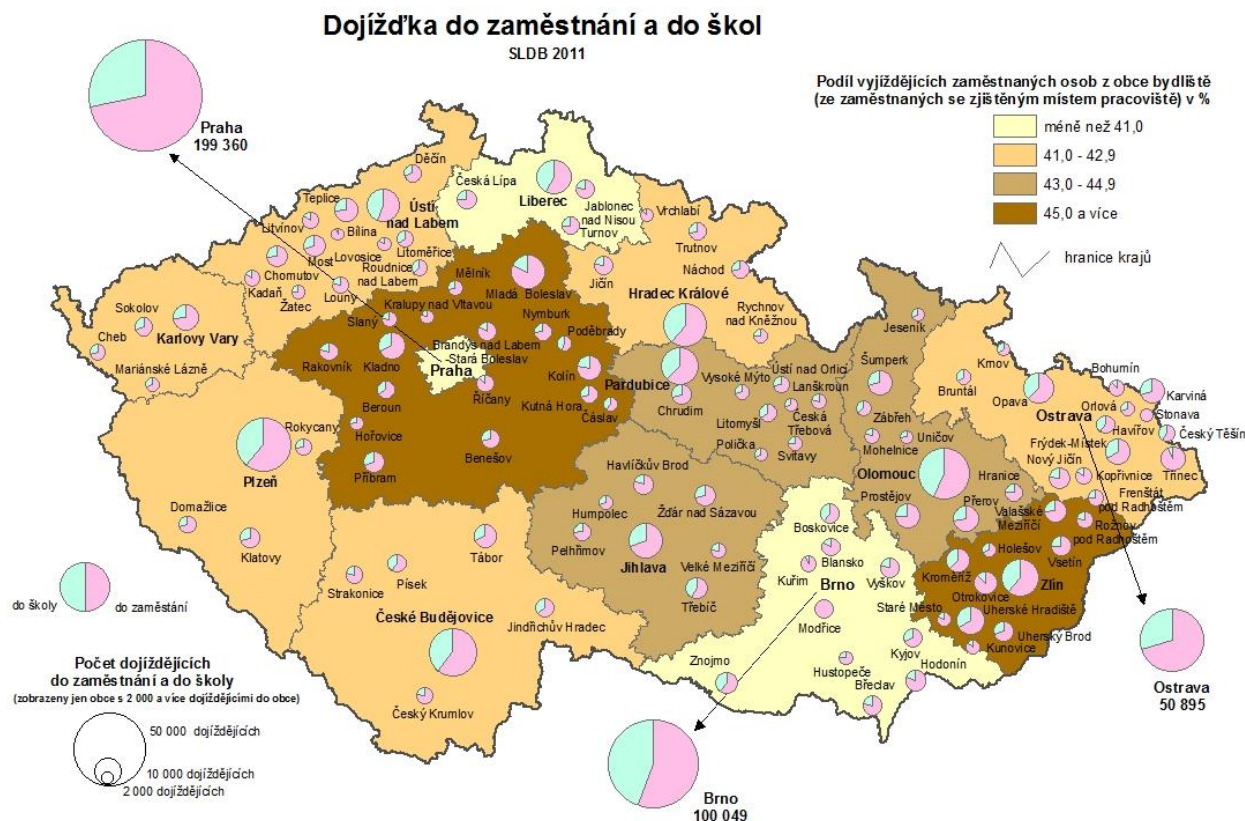 Dojížďka do zaměstnání a do škol
SLDB 2011
Podíl vyjíždějících zaměstnaných osob z obce bydliště
(ze zaměstnaných se zjištěným místem pracoviště) v %
méně než 41,0
41,0 - 42,9
43,0 - 44,9
45,0 a více
hranice krajů
Praha
199 360
Děčín
Teplice
Ústí
nad Labem
Litvínov
Bílina
Most
Lovosice
Litoměřice
Roudnice
nad Labem
Chomutov
Kadaň
Žatec
Louny
Česká Lípa
Liberec
Jablonec
nad Nisou
Turnov
Vrchlabí
Trutnov
Náchod
Jičín
Hradec Králové
Rychnov
nad Kněžnou
Sokolov
Cheb
Karlovy Vary
Mariánské Lázně
Mělník
Mladá Boleslav
Kralupy nad Vltavou
Slaný
Nymburk
Poděbrady
Brandýs nad Labem
Stará Boleslav
Rakovník
Kladno
Praha
Říčany
Kolín
Kutná Hora
Čáslav
Beroun
Hořovice
Příbram
Benešov
Pardubice
Chrudim
Vysoké Mýto
Ústí nad Orlicí
Lanškroun
Litomyšl
Česká
Třebová
Polička
Svitavy
Jeseník
Šumperk
Zábřeh
Mohelnice
Uničov
Olomouc
Hranice
Prostějov
Přerov
Krnov
Bruntál
Opava
Bohumín
Ostrava
Karviná
Orlová
Stonava
Havířov
Český Těšín
Frýdek-Místek
Nový Jičín
Kopřivnice
Třinec
Frenštát
pod Radhoštěm
Valašské
Meziříčí
Rožnov
pod Radhoštěm
Vsetín
Holešov
Kroměříž
Zlín
Otrokovice
Staré Město
Uherské Hradiště
Uherský Brod
Kunovice
Rokycany
Plzeň
Domažlice
Klatovy
Tábor
Písek
Strakonice
České Budějovice
Jindřichův Hradec
Český Krumlov
Havlíčkův Brod
Humpolec
Žďár nad Sázavou
Pelhřimov
Jihlava
Velké Meziříčí
Třebíč
Boskovice
Blansko
Kuřim
Brno
Vyškov
Modřice
Kyjov
Hodonín
Hustopeče
Břeclav
Znojmo
do školy
do zaměstání
Počet dojíždějících
do zaměstnání a do školy
(zobrazeny jen obce s 2 000 a více dojíždějícími do obce)
50 000 dojíždějících
10 000 dojíždějících
2 000 dojíždějících
Brno
100 049
Ostrava
50 895